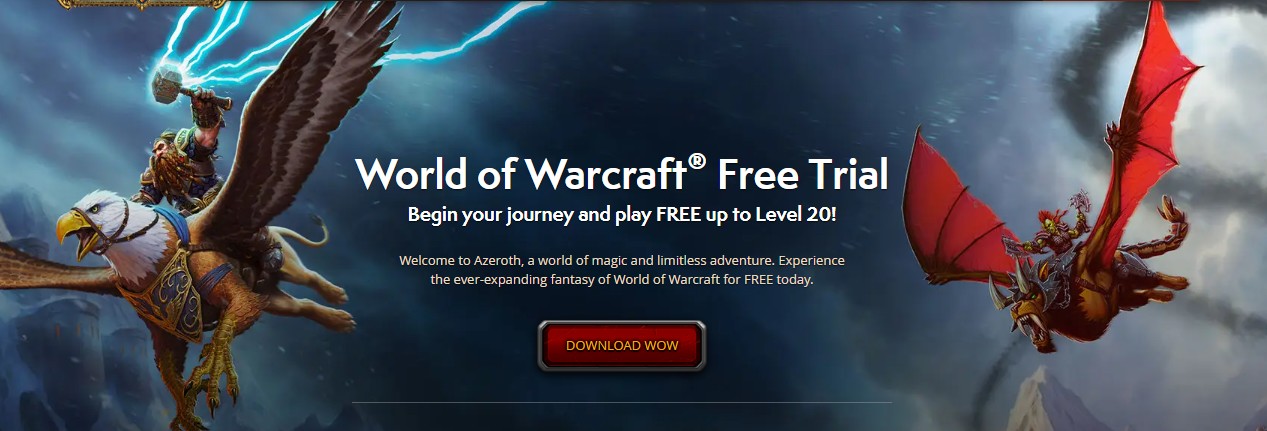 World of Warcraft® Free Trial
Begin your journey and play FREE up to Level 20!
Welcome to Azeroth, a world of magic and limitless adventure. Experience
the ever-expanding fantasy of World of Warcraft for FREE today.
DOWNLOAD WOW